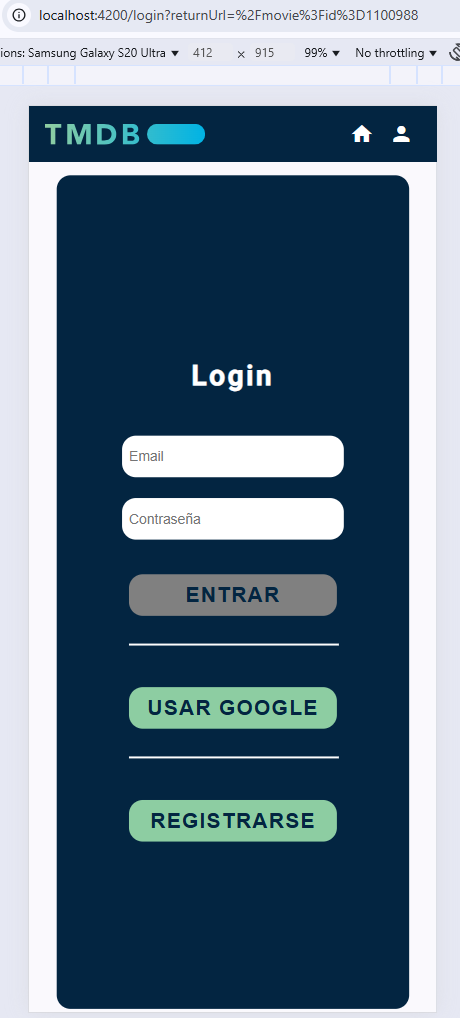 localhost:4200/login?returnUrl=%2Fmovie%3Fid%3D1100988
ions: Samsung Galaxy S20 Ultra 412 × 915 99% No throttling
TMDB
Login
Email
Contraseña
ENTRAR
USAR GOOGLE
REGISTRARSE